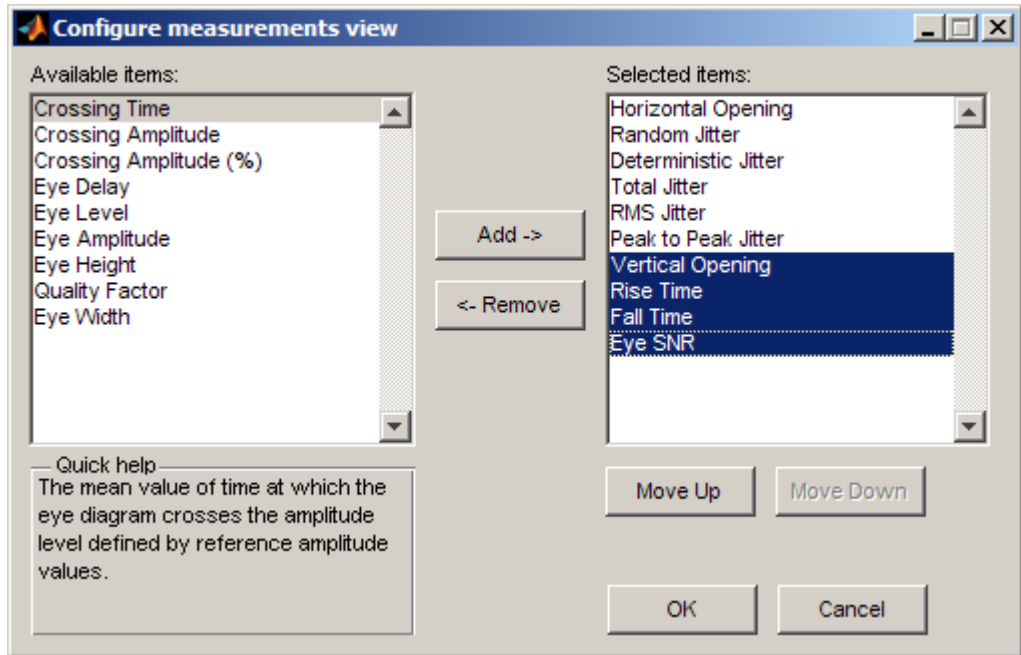 Configure measurements view
Available items:
Crossing Time
Crossing Amplitude
Crossing Amplitude (%)
Eye Delay
Eye Level
Eye Amplitude
Eye Height
Quality Factor
Eye Width
Add ->
<- Remove
Selected items:
Horizontal Opening
Random Jitter
Deterministic Jitter
Total Jitter
RMS Jitter
Peak to Peak Jitter
Vertical Opening
Rise Time
Fall Time
Eye SNR
Quick help
The mean value of time at which the
eye diagram crosses the amplitude
level defined by reference amplitude
values.
Move Up
Move Down
OK
Cancel